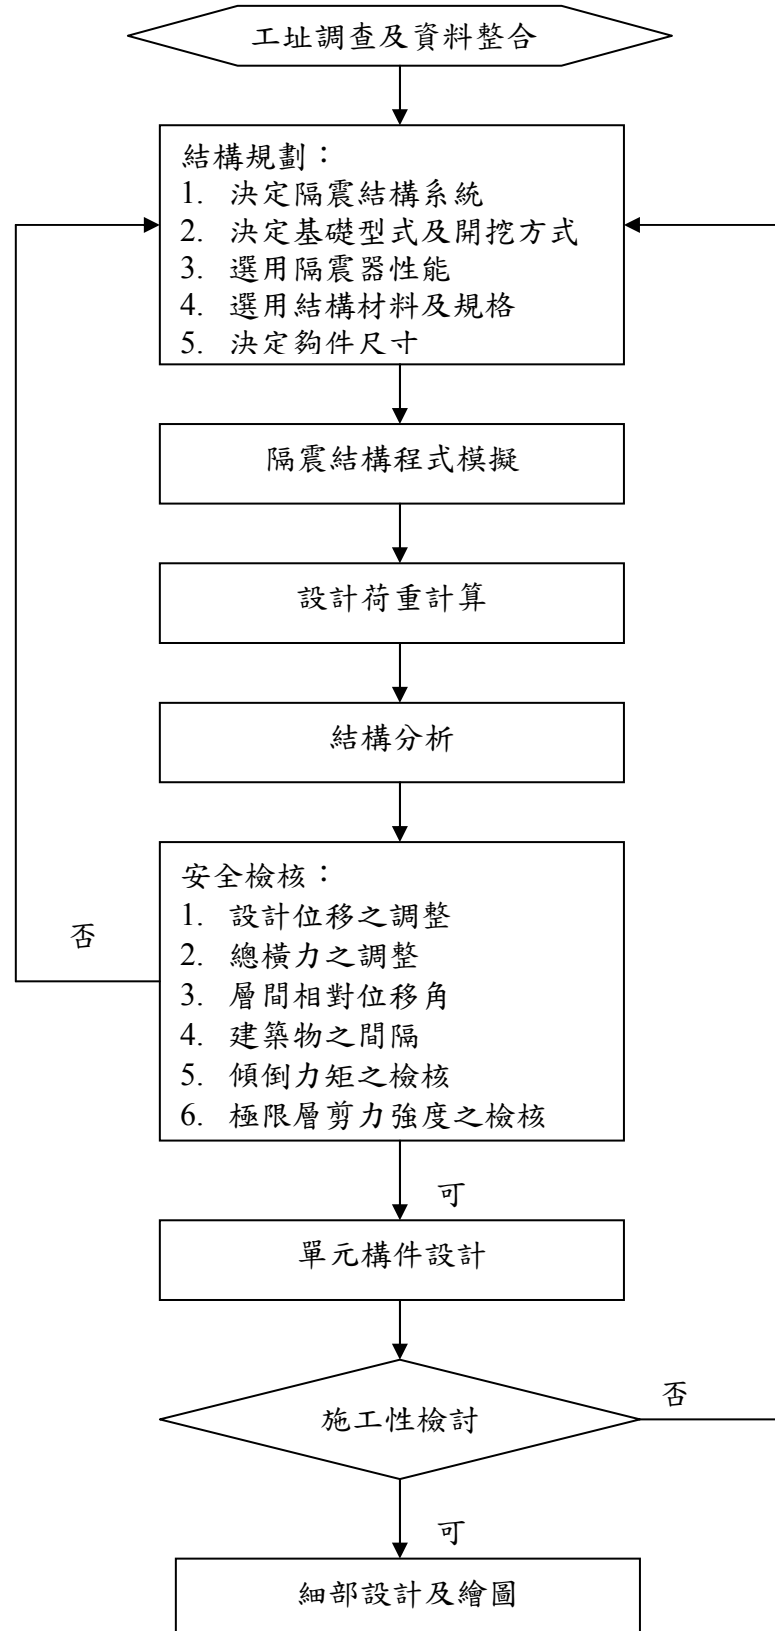 工址調查及資料整合
結構規劃：
1. 決定隔震結構系統
2. 決定基礎型式及開挖方式
3. 選用隔震器性能
4. 選用結構材料及規格
5. 決定夠件尺寸
隔震結構程式模擬
設計荷重計算
結構分析
安全檢核：
1. 設計位移之調整
2. 總橫力之調整
3. 層間相對位移角
4. 建築物之間隔
5. 傾倒力矩之檢核
6. 極限層剪力強度之檢核
否
可
單元構件設計
施工性檢討
否
可
細部設計及繪圖